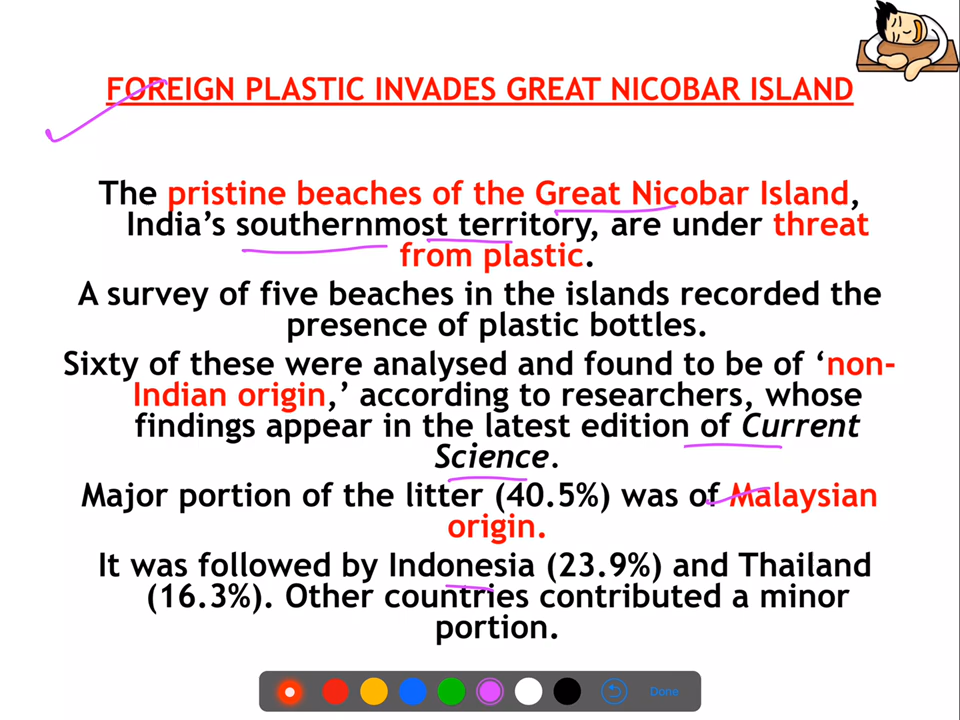 FOREIGN PLASTIC INVADES GREAT NICOBAR ISLAND
The pristine beaches of the Great Nicobar Island,
India’s southernmost territory, are under threat
from plastic.
A survey of five beaches in the islands recorded the
presence of plastic bottles.
Sixty of these were analysed and found to be of ‘non-
Indian origin,’ according to researchers, whose
findings appear in the latest edition of Current
Science.
Major portion of the litter (40.5%) was of Malaysian
origin.
It was followed by Indonesia (23.9%) and Thailand
(16.3%). Other countries contributed a minor
portion.
Done